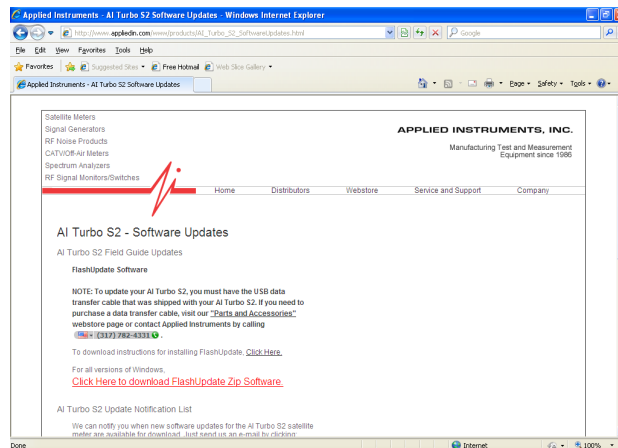 Applied Instruments - AI Turbo S2 Software Updates - Windows Internet Explorer
http://www.appliedin.com/www/products/AI_Turbo_S2_SoftwareUpdates.html
Google
File Edit View Favorites Tools Help
Favorites Suggested Sites Free Hotmail Web Slice Gallery
Applied Instruments - AI Turbo S2 Software Updates
Page Safety Tools
Satellite Meters
Signal Generators
RF Noise Products
CATV/Off-Air Meters
Spectrum Analyzers
RF Signal Monitors/Switches
APPLIED INSTRUMENTS, INC.
Manufacturing Test and Measurement
Equipment since 1986
Home Distributors Webstore Service and Support Company
AI Turbo S2 - Software Updates
AI Turbo S2 Field Guide Updates
FlashUpdate Software
NOTE: To update your AI Turbo S2, you must have the USB data
transfer cable that was shipped with your AI Turbo S2. If you need to
purchase a data transfer cable, visit our "Parts and Accessories"
webstore page or contact Applied Instruments by calling
(317) 782-4331 .
To download instructions for installing FlashUpdate, Click Here.
For all versions of Windows,
Click Here to download FlashUpdate Zip Software.
AI Turbo S2 Update Notification List
We can notify you when new software updates for the AI Turbo S2 satellite
meter are available for download. Just send us an e-mail by clicking:
Done Internet 100%